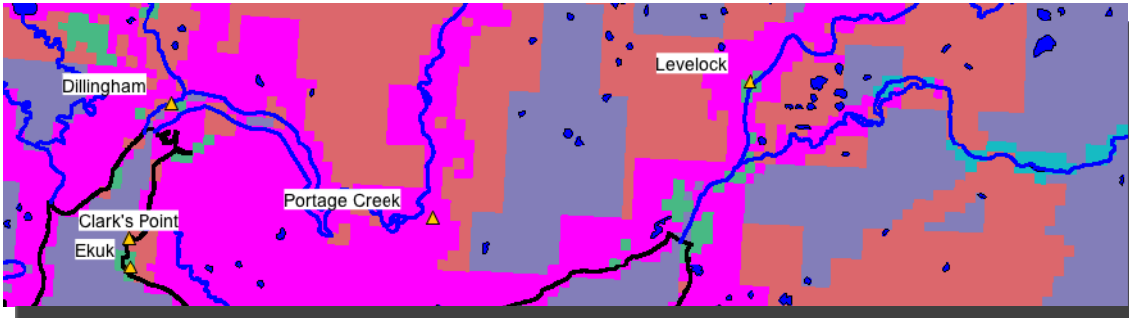 Levelock
Dillingham
Portage Creek
Clark's Point
Ekuk